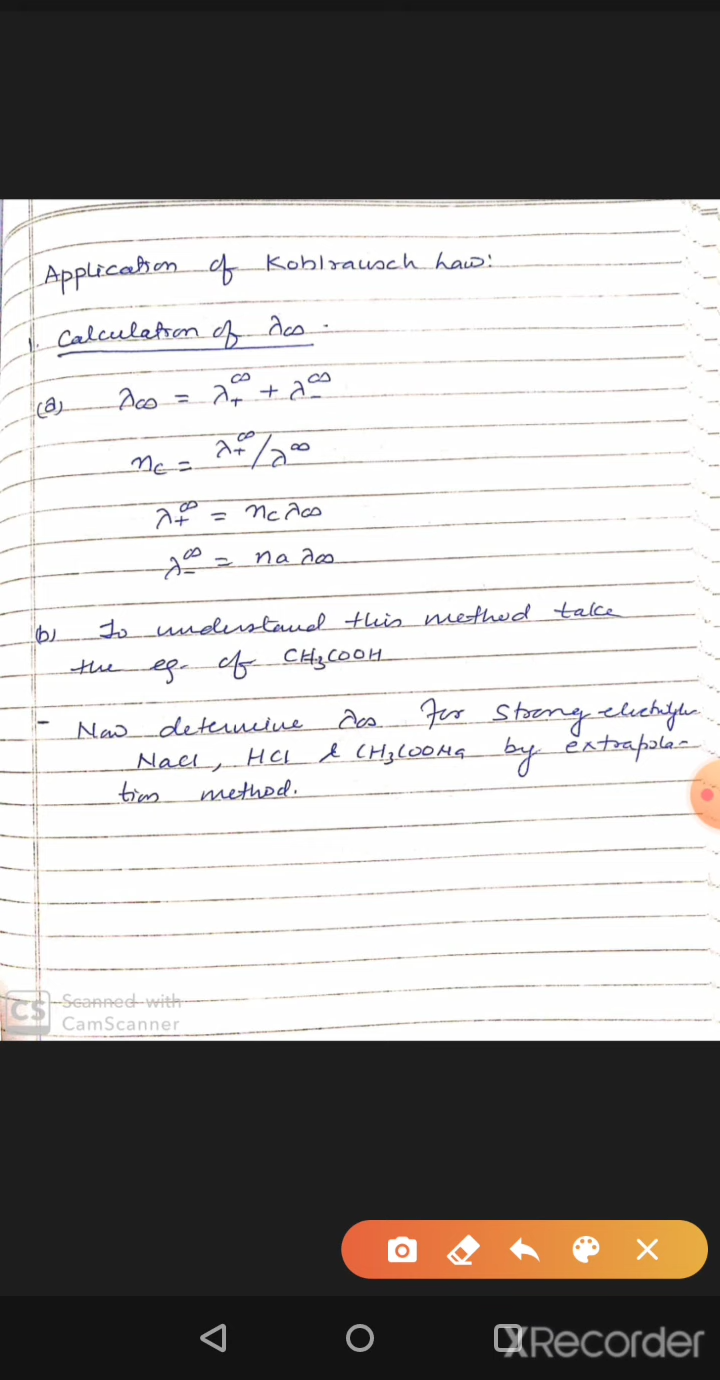 Application of Kohlrausch Law:
1. Calculation of λ∞ .
(a) λ∞ = λ₊^∞ + λ₋^∞
nc = λ₊^∞/λ^∞
λ₊^∞ = nc λ∞
λ₋^∞ = na λ∞
(b) To understand this method take
the eg. of CH₃COOH
- Now determine λ∞ For strong electrolyte
NaCl, HCl & CH₃COONa by extrapola-
tion method.
CS Scanned with
CamScanner
XRecorder